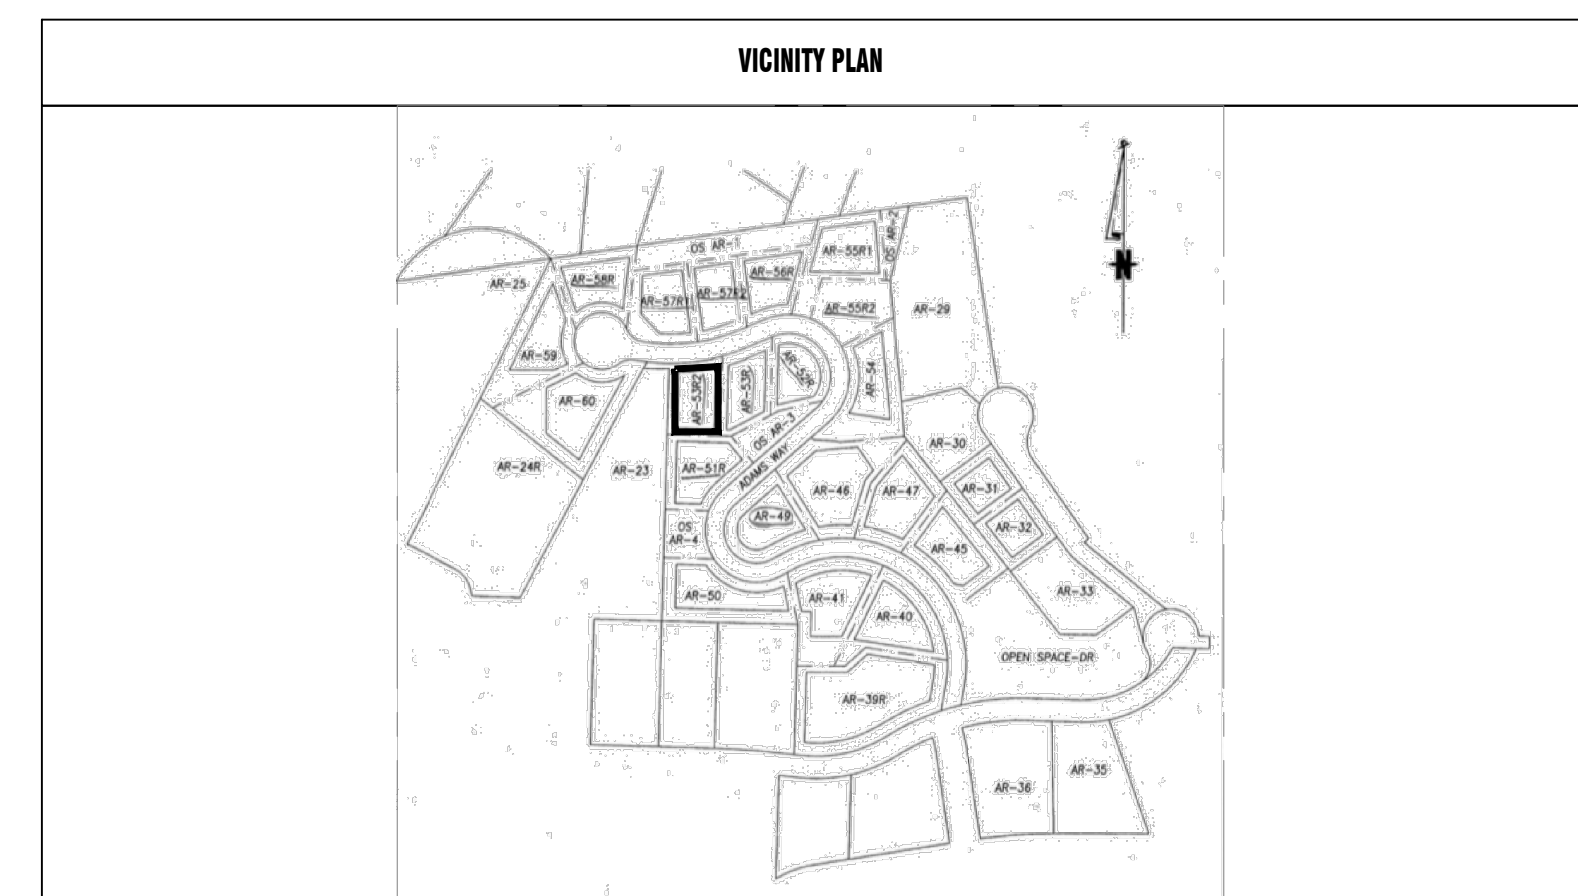 VICINITY PLAN
N
OS AR-1
OS AR-2
AR-55R1
AR-58R
AR-56R
AR-25
AR-57R1
AR-57R2
AR-55R2
AR-29
AR-59
AR-52R
AR-54
AR-53R2
AR-53R
AR-60
OS AR-3
AR-30
ADAMS WAY
AR-24R
AR-23
AR-51R
AR-46
AR-47
AR-31
AR-49
OS
AR-4
AR-32
AR-45
AR-50
AR-41
AR-33
AR-40
OPEN SPACE-DR
AR-39R
AR-35
AR-36